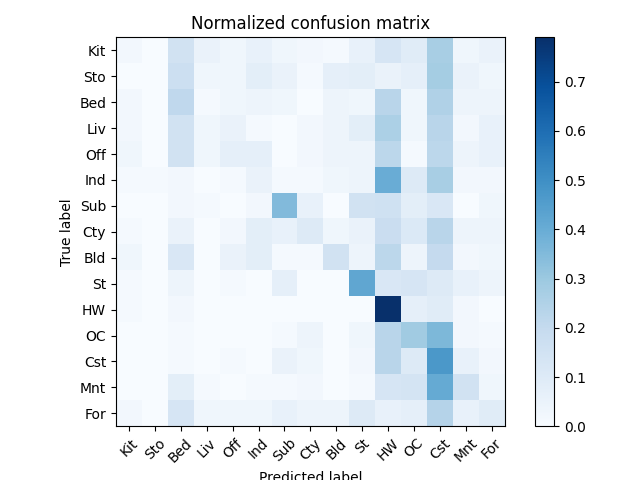 Normalized confusion matrix
True label
Kit
Sto
Bed
Liv
Off
Ind
Sub
Cty
Bld
St
HW
OC
Cst
Mnt
For
Kit Sto Bed Liv Off Ind Sub Cty Bld St HW OC Cst Mnt For
Predicted label
0.7
0.6
0.5
0.4
0.3
0.2
0.1
0.0